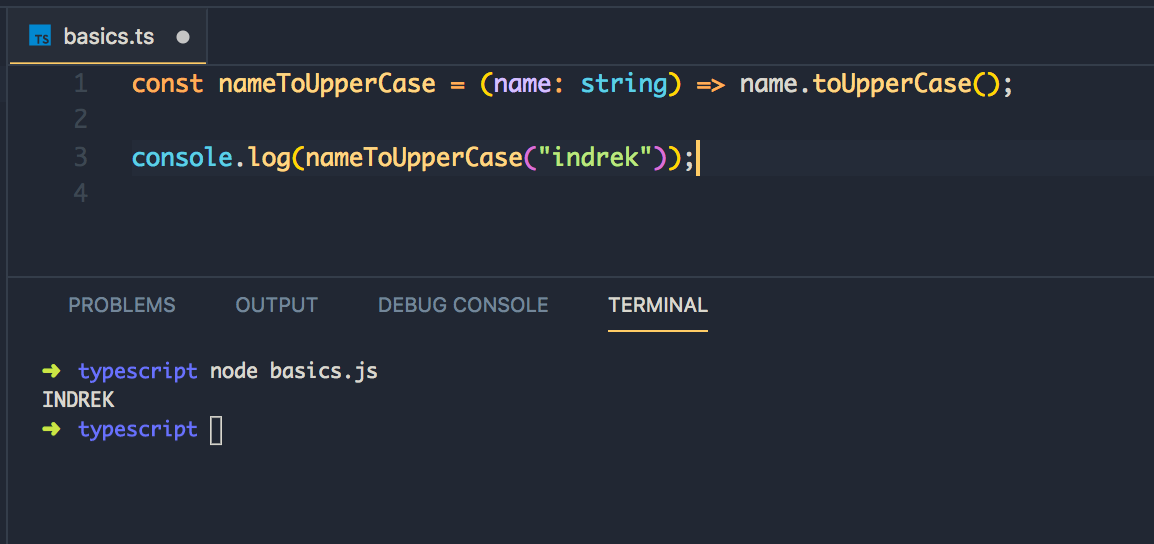 TS basics.ts
1 const nameToUpperCase = (name: string) => name.toUpperCase();
2
3 console.log(nameToUpperCase("indrek"));
4
PROBLEMS OUTPUT DEBUG CONSOLE TERMINAL
➜ typescript node basics.js
INDREK
➜ typescript